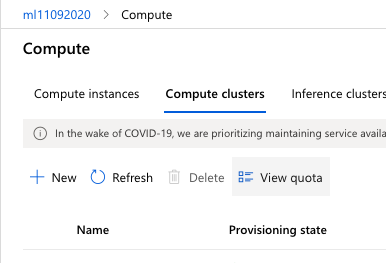 ml11092020 > Compute
Compute
Compute instances Compute clusters Inference clusters
In the wake of COVID-19, we are prioritizing maintaining service availa
New Refresh Delete View quota
Name Provisioning state